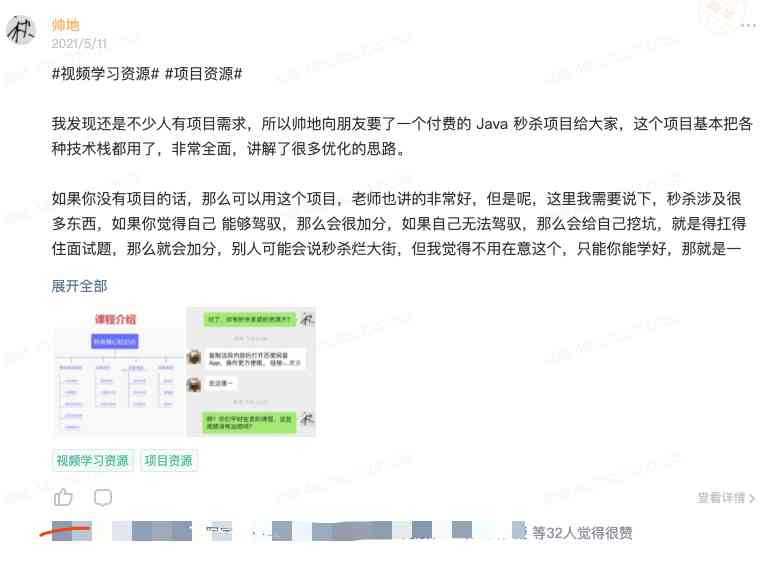 帅地
2021/5/11
#视频学习资源# #项目资源#
我发现还是不少人有项目需求，所以帅地向朋友要了一个付费的 Java 秒杀项目给大家，这个项目基本把各
种技术栈都用了，非常全面，讲解了很多优化的思路。
如果你没有项目的话，那么可以用这个项目，老师也讲的非常好，但是呢，这里我需要说下，秒杀涉及很
多东西，如果你觉得自己 能够驾驭，那么会很加分，如果自己无法驾驭，那么会给自己挖坑，就是得扛得
住面试题，那么就会加分，别人可能会说秒杀烂大街，但我觉得不用在意这个，只能你能学好，那就是一
展开全部
课程介绍
视频学习资源 项目资源
查看详情
等32人觉得很赞